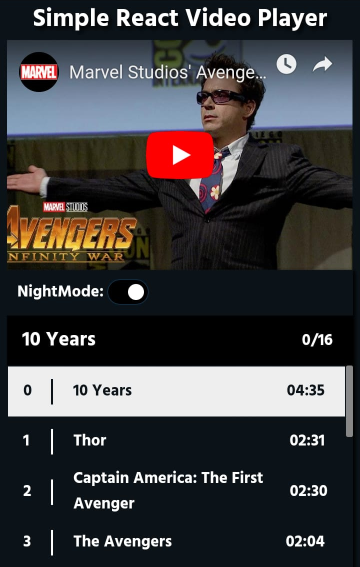 Simple React Video Player
MARVEL
Marvel Studios' Avenge...
MARVEL STUDIOS
AVENGERS
INFINITY WAR
NightMode:
10 Years 0/16
0 10 Years 04:35
1 Thor 02:31
2 Captain America: The First
Avenger 02:30
3 The Avengers 02:04